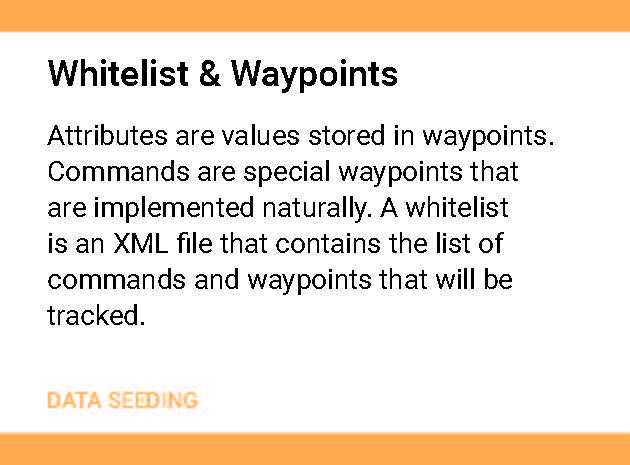 Whitelist & Waypoints
Attributes are values stored in waypoints.
Commands are special waypoints that
are implemented naturally. A whitelist
is an XML file that contains the list of
commands and waypoints that will be
tracked.
DATA SEEDING